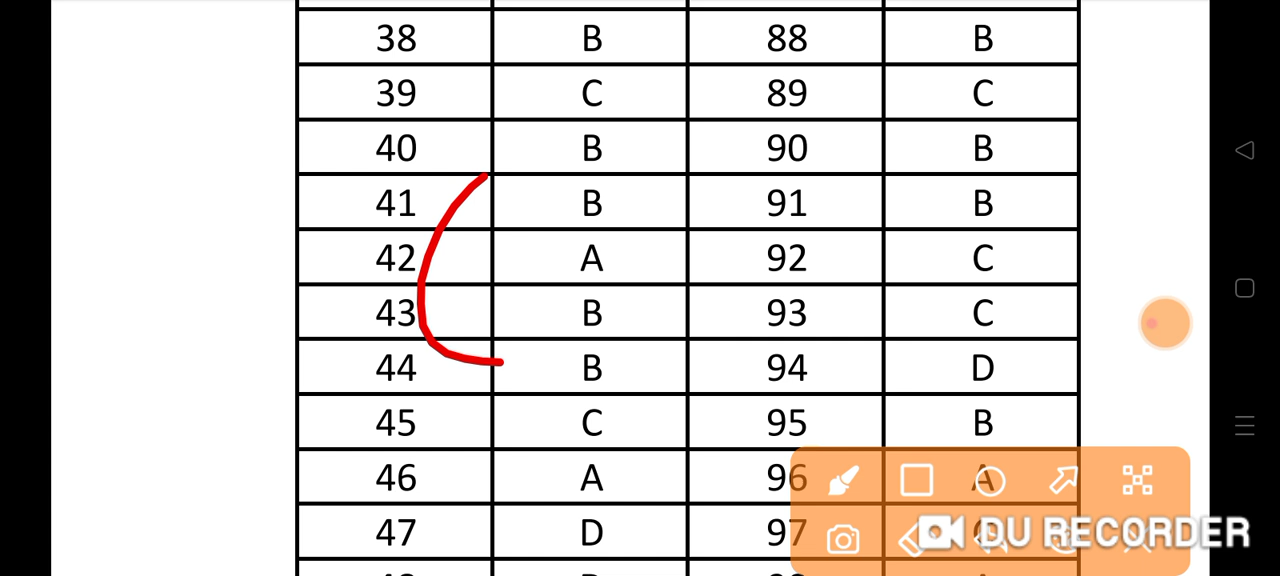 38 B 88 B
39 C 89 C
40 B 90 B
41 B 91 B
42 A 92 C
43 B 93 C
44 B 94 D
45 C 95 B
46 A 96 A
47 D 97
DU RECORDER